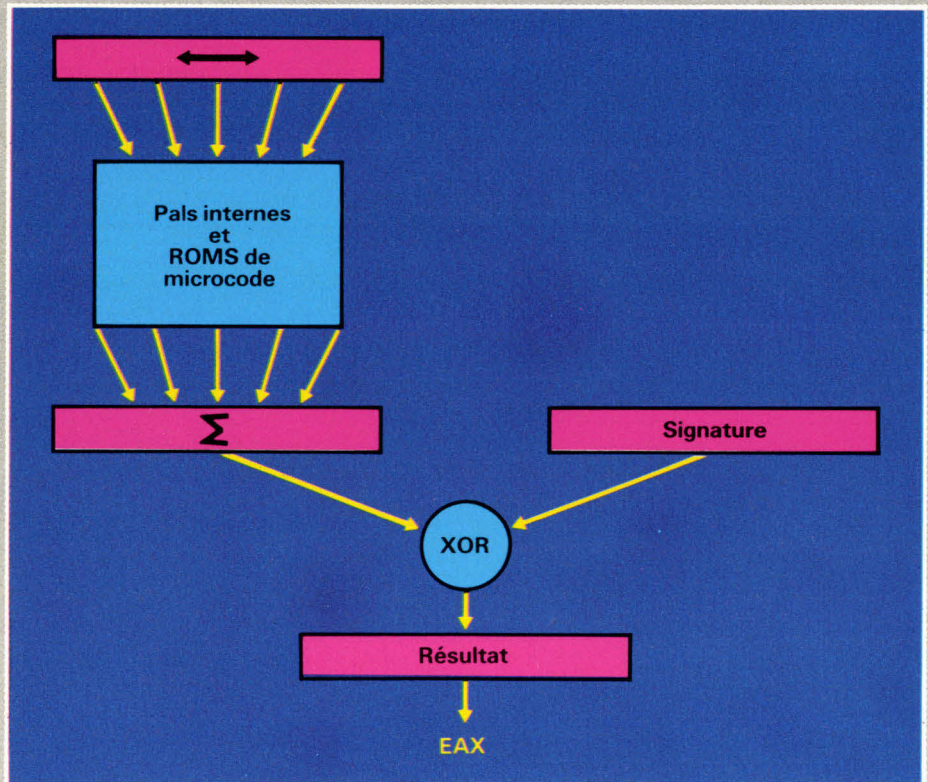 Pals internes
et
ROMS de
microcode
Σ
Signature
XOR
Résultat
EAX